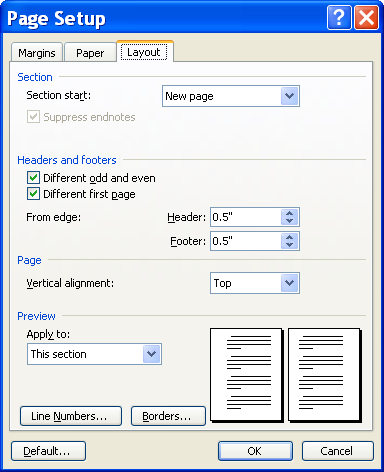 Page Setup
Margins Paper Layout
Section
Section start: New page
Suppress endnotes
Headers and footers
Different odd and even
Different first page
From edge: Header: 0.5"
Footer: 0.5"
Page
Vertical alignment: Top
Preview
Apply to:
This section
Line Numbers... Borders...
Default... OK Cancel